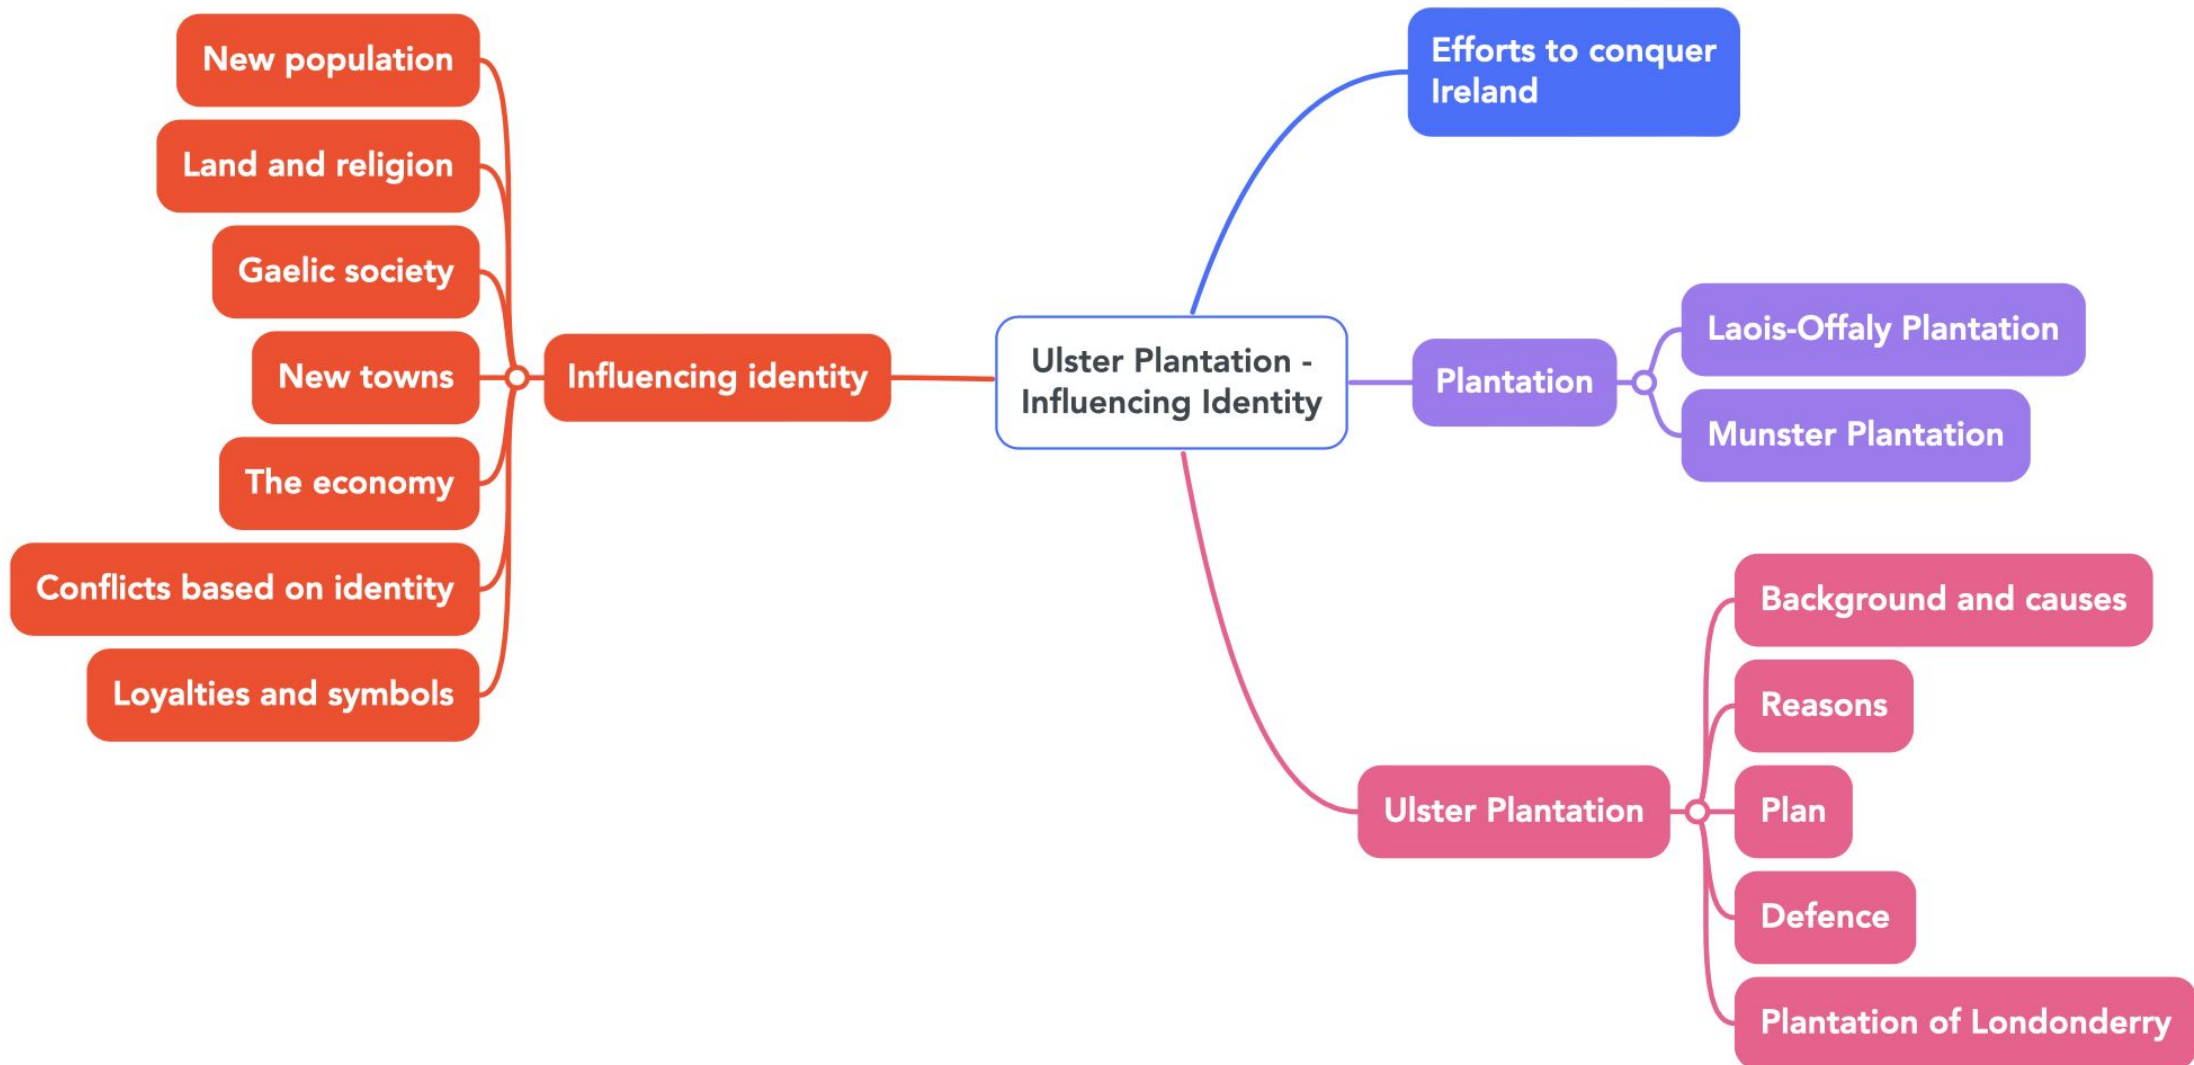 Ulster Plantation -
Influencing Identity
Efforts to conquer
Ireland
Plantation
Laois-Offaly Plantation
Munster Plantation
Ulster Plantation
Background and causes
Reasons
Plan
Defence
Plantation of Londonderry
Influencing identity
New population
Land and religion
Gaelic society
New towns
The economy
Conflicts based on identity
Loyalties and symbols